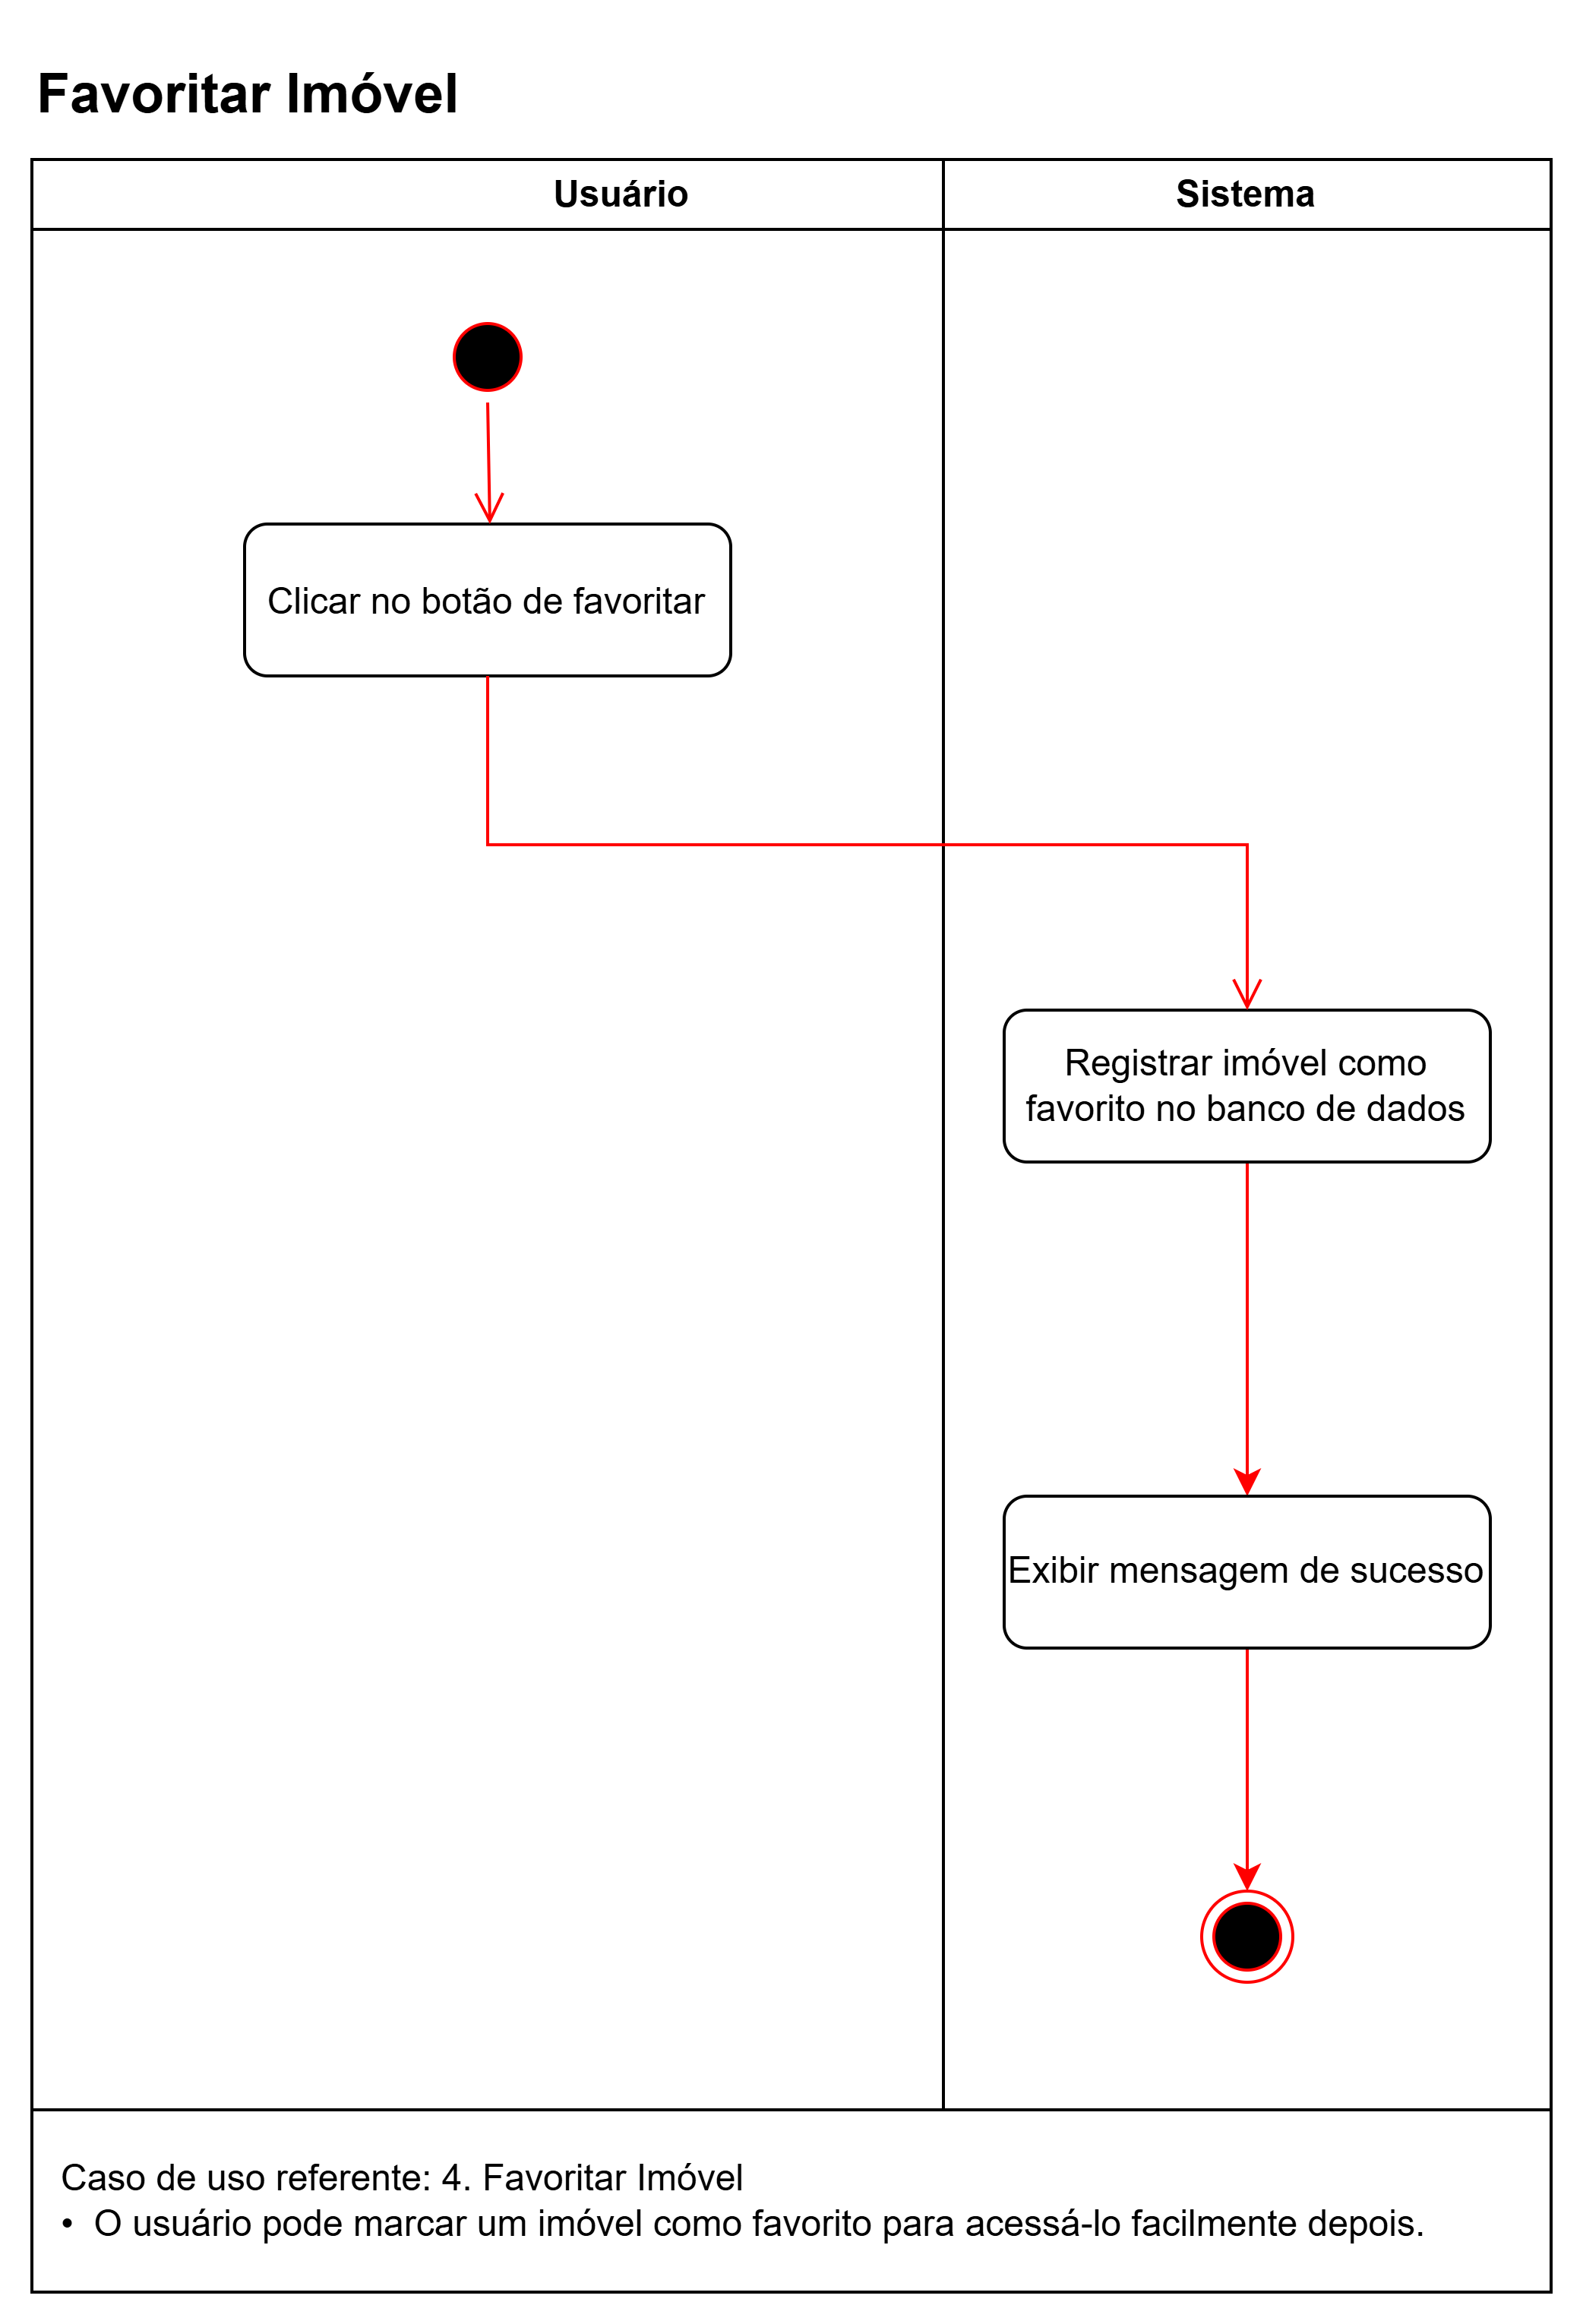 Favoritar Imóvel
Usuário
Sistema
Clicar no botão de favoritar
Registrar imóvel como
favorito no banco de dados
Exibir mensagem de sucesso
Caso de uso referente: 4. Favoritar Imóvel
• O usuário pode marcar um imóvel como favorito para acessá-lo facilmente depois.